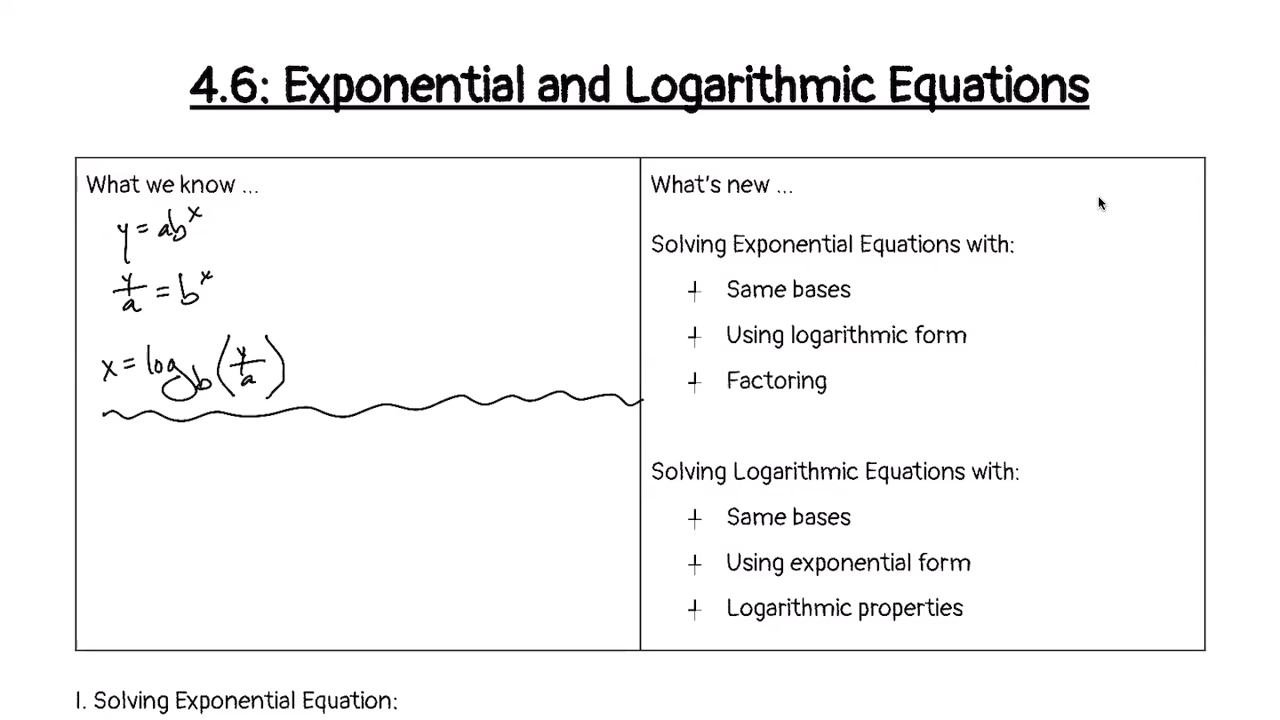 4.6: Exponential and Logarithmic Equations
What we know ...
y = ab^x
y/a = b^x
x = log_b (y/a)
What's new ...
Solving Exponential Equations with:
+ Same bases
+ Using logarithmic form
+ Factoring
Solving Logarithmic Equations with:
+ Same bases
+ Using exponential form
+ Logarithmic properties
I. Solving Exponential Equation: